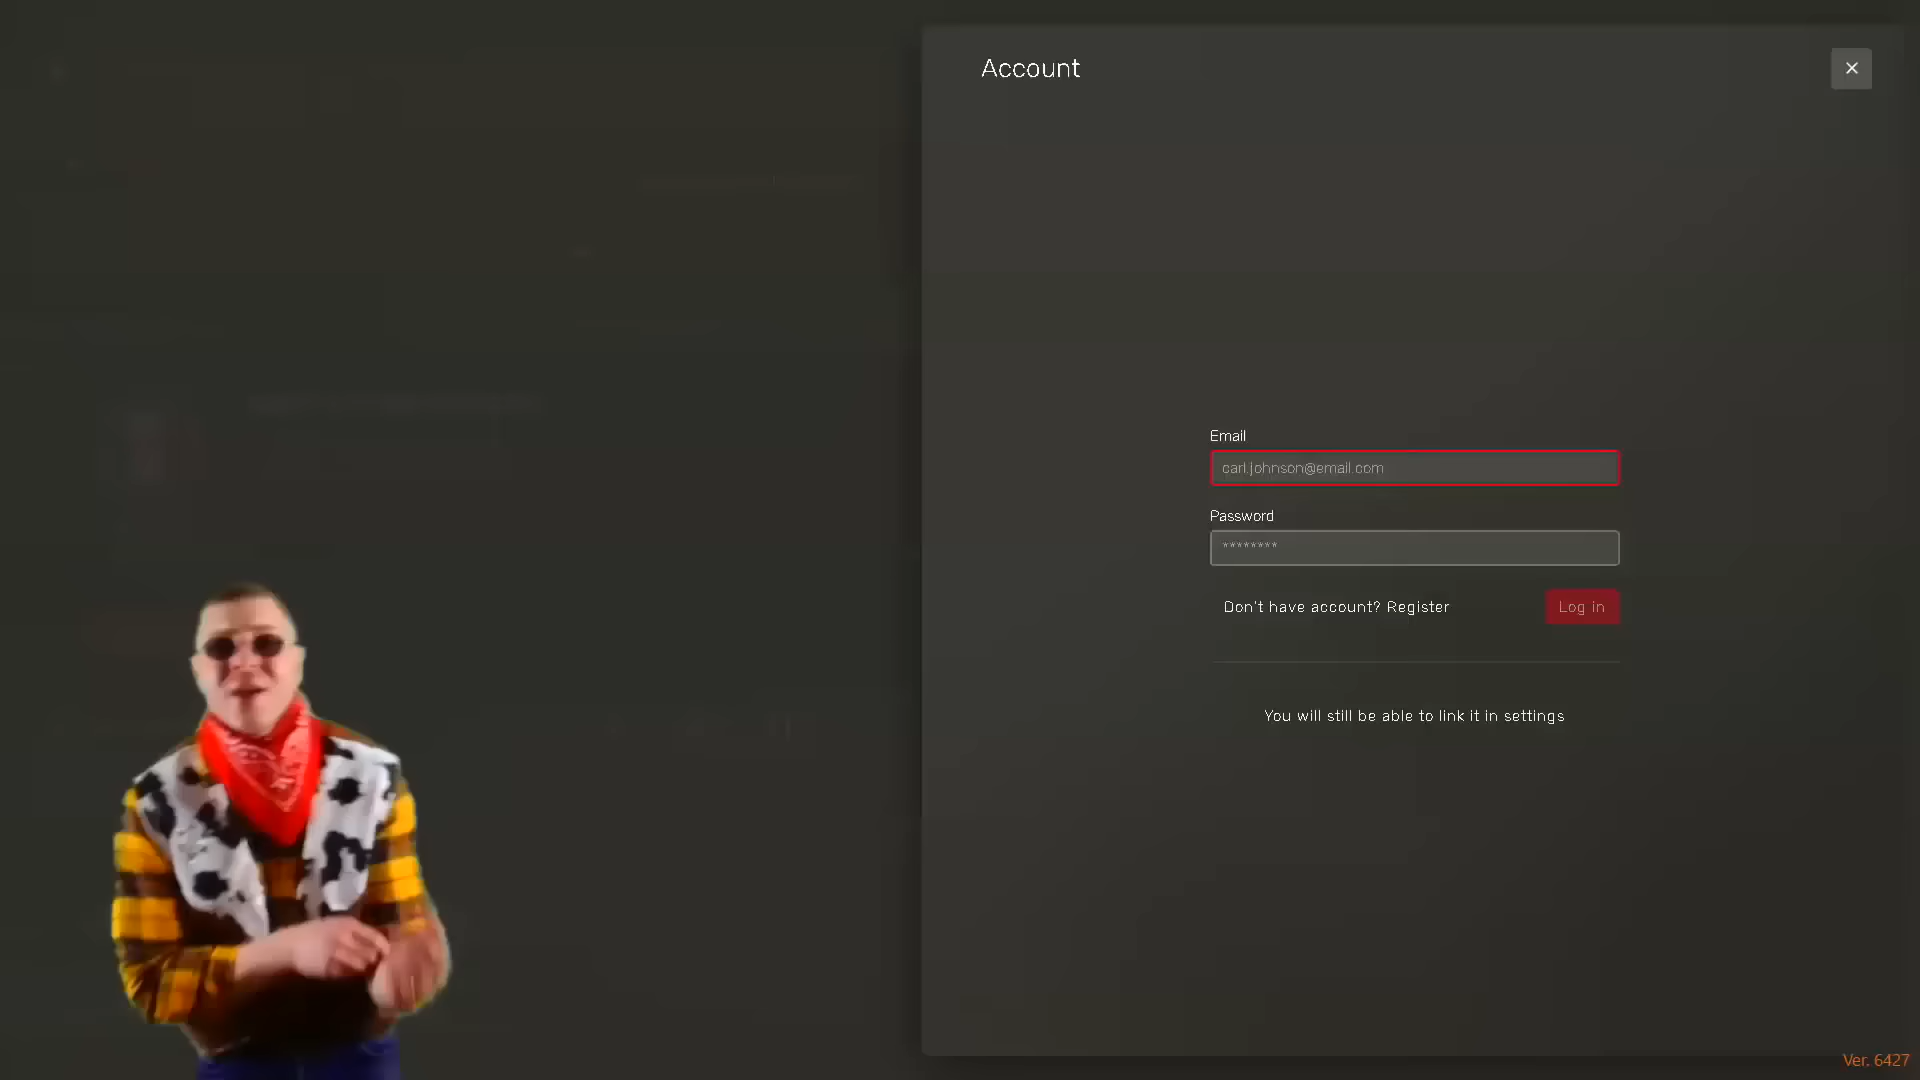 Account
Email
carl.johnson@email.com
Password
********
Don't have account? Register
Log in
You will still be able to link it in settings
Ver. 6427